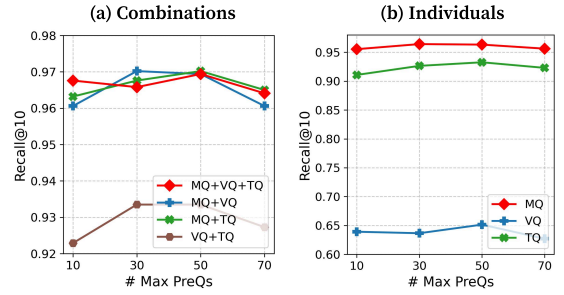 (a) Combinations
0.98
0.97
0.96
0.95
0.94
0.93
0.92
Recall@10
MQ+VQ+TQ
MQ+VQ
MQ+TQ
VQ+TQ
10
30
50
70
# Max PreQs
(b) Individuals
0.95
0.90
0.85
0.80
0.75
0.70
0.65
0.60
Recall@10
MQ
VQ
TQ
10
30
50
70
# Max PreQs